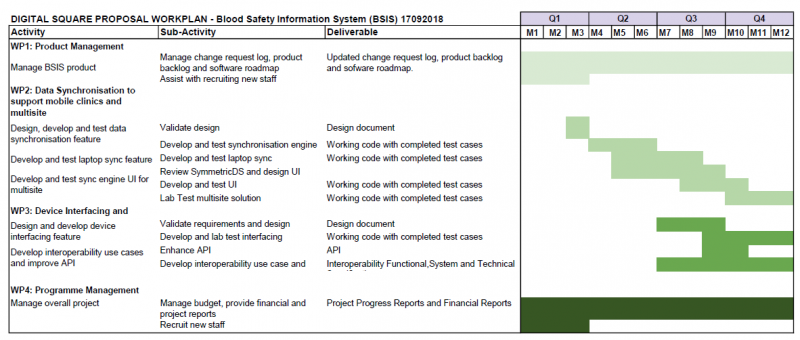 DIGITAL SQUARE PROPOSAL WORKPLAN - Blood Safety Information System (BSIS) 17092018
Q1 Q2 Q3 Q4
Activity Sub-Activity Deliverable M1 M2 M3 M4 M5 M6 M7 M8 M9 M10 M11 M12
WP1: Product Management
Manage BSIS product
Manage change request log, product
backlog and software roadmap
Updated change request log, product backlog
and sofware roadmap.
Assist with recruiting new staff
WP2: Data Synchronisation to
support mobile clinics and
multisite
Design, develop and test data
synchronisation feature
Validate design Design document
Develop and test synchronisation engine Working code with completed test cases
Develop and test laptop sync feature Develop and test laptop sync Working code with completed test cases
Review SymmetricDS and design UI
Develop and test sync engine UI for
multisite
Develop and test UI Working code with completed test cases
Lab Test multisite solution Working code with completed test cases
WP3: Device Interfacing and
Design and develop device
interfacing feature
Validate requirements and design Design document
Develop and lab test interfacing Working code with completed test cases
Develop interoperability use cases
and improve API
Enhance API API
Develop interoperability use case and Interoperability Functional,System and Technical
WP4: Programme Management
Manage overall project
Manage budget, provide financial and
project reports
Project Progress Reports and Financial Reports
Recruit new staff